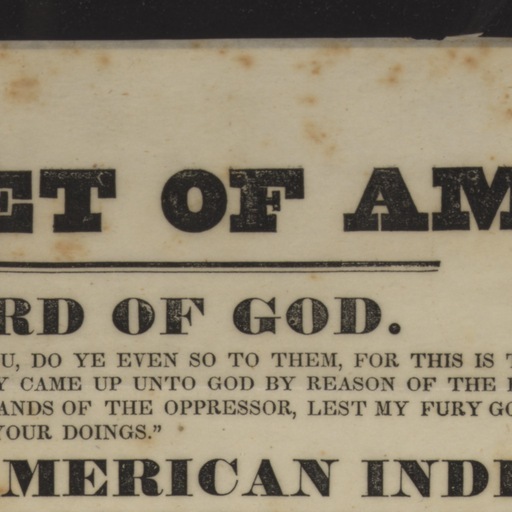 ET OF AM
RD OF GOD.
U, DO YE EVEN SO TO THEM, FOR THIS IS T
Y CAME UP UNTO GOD BY REASON OF THE
ANDS OF THE OPPRESSOR, LEST MY FURY GO
YOUR DOINGS."
MERICAN INDE